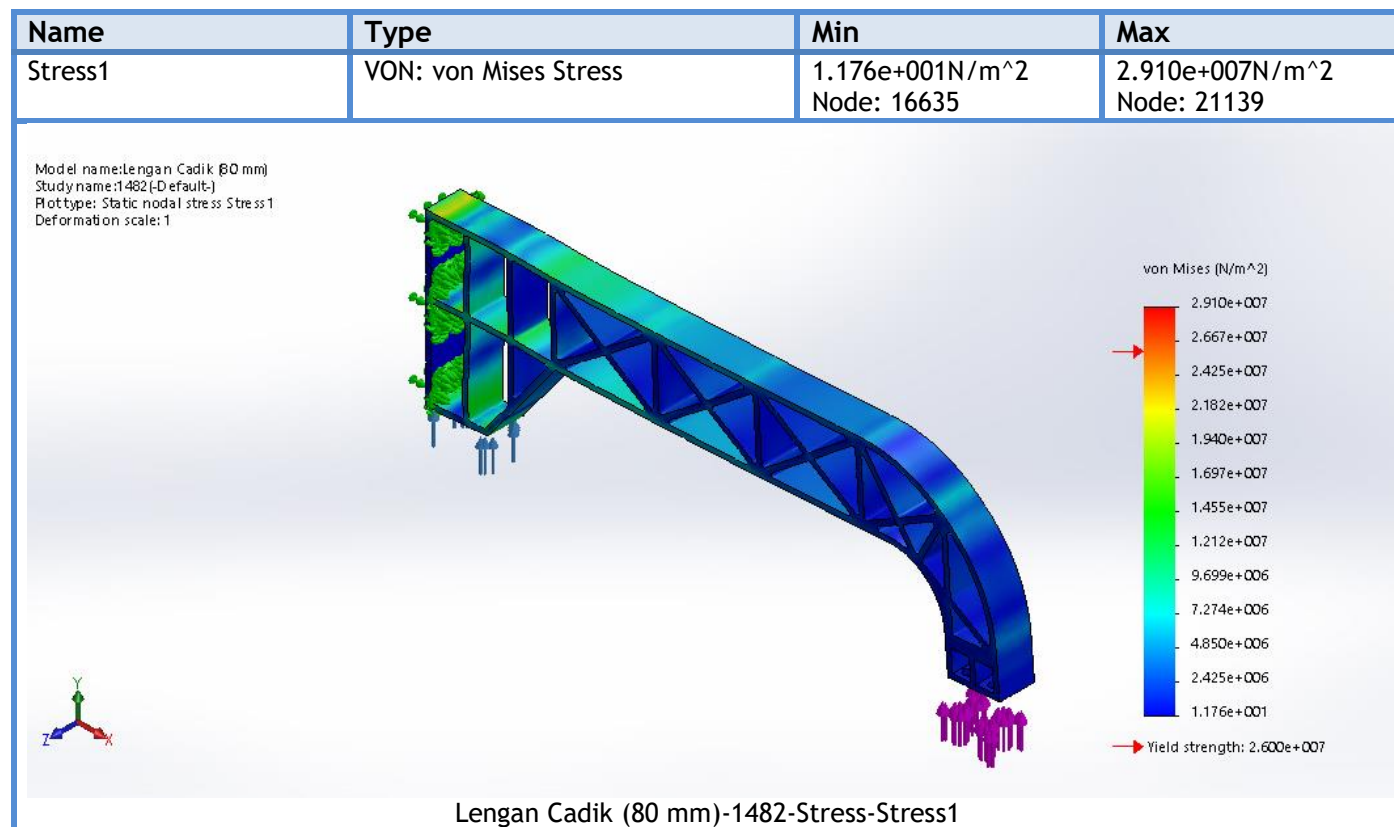 Name Type Min Max
Stress1 VON: von Mises Stress 1.176e+001N/m^2 2.910e+007N/m^2
Node: 16635 Node: 21139
Model name:Lengan Cadik (80 mm)
Study name:1482(-Default-)
Plot type: Static nodal stress Stress1
Deformation scale: 1
von Mises (N/m^2)
2.910e+007
2.667e+007
2.425e+007
2.182e+007
1.940e+007
1.697e+007
1.455e+007
1.212e+007
9.699e+006
7.274e+006
4.850e+006
2.425e+006
1.176e+001
Yield strength: 2.600e+007
Y
Z X
Lengan Cadik (80 mm)-1482-Stress-Stress1